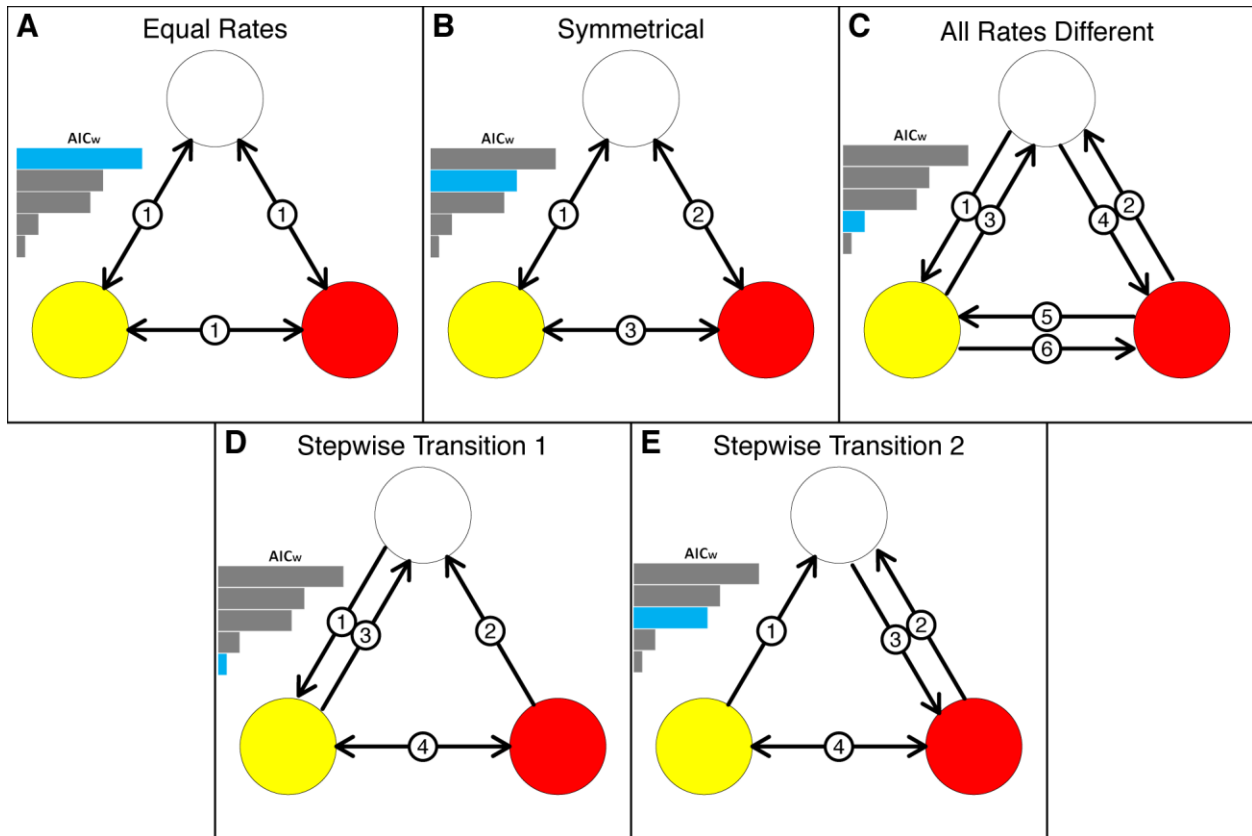 A Equal Rates
AICw
1 1
1
B Symmetrical
AICw
1 2
3
C All Rates Different
AICw
1 3 4 2
5
6
D Stepwise Transition 1
AICw
1 3 2
4
E Stepwise Transition 2
AICw
1 3 2
4